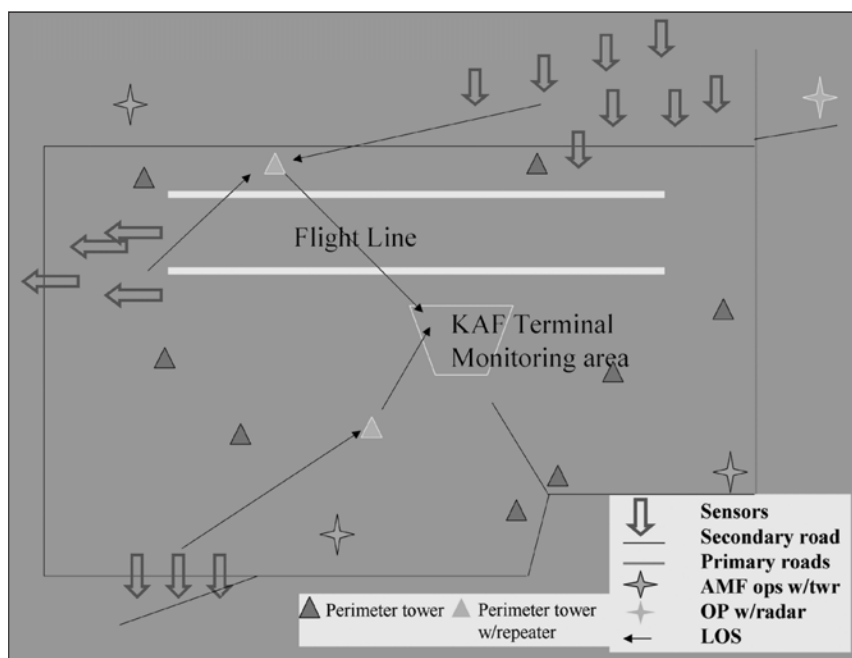 Flight Line
KAF Terminal
Monitoring area
Sensors
Secondary road
Primary roads
AMF ops w/twr
OP w/radar
LOS
Perimeter tower
Perimeter tower
w/repeater